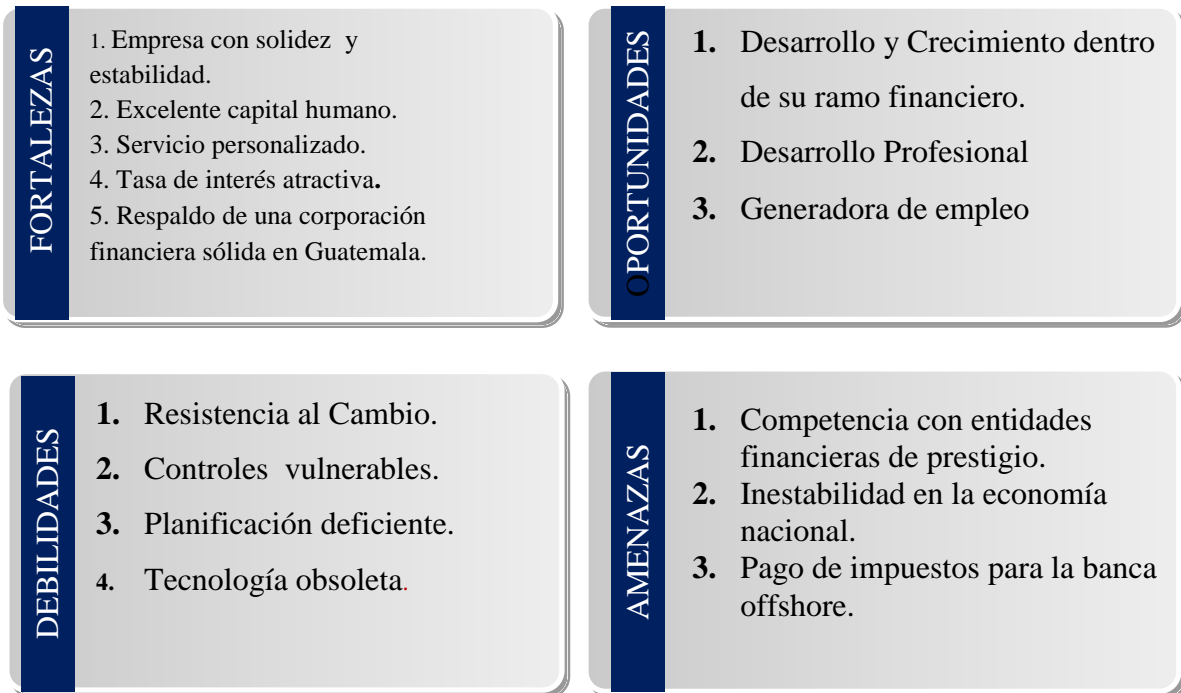 FORTALEZAS
1. Empresa con solidez y
estabilidad.
2. Excelente capital humano.
3. Servicio personalizado.
4. Tasa de interés atractiva.
5. Respaldo de una corporación
financiera sólida en Guatemala.
OPORTUNIDADES
1. Desarrollo y Crecimiento dentro
de su ramo financiero.
2. Desarrollo Profesional
3. Generadora de empleo
DEBILIDADES
1. Resistencia al Cambio.
2. Controles vulnerables.
3. Planificación deficiente.
4. Tecnología obsoleta.
AMENAZAS
1. Competencia con entidades
financieras de prestigio.
2. Inestabilidad en la economía
nacional.
3. Pago de impuestos para la banca
offshore.